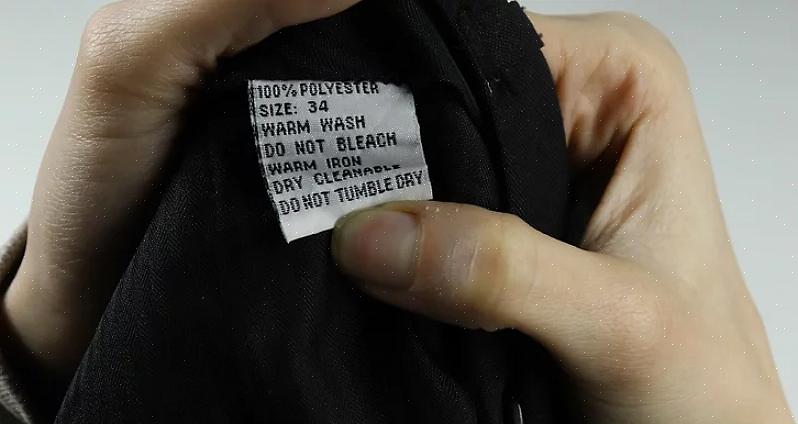 100% POLYESTER
SIZE: 34
WARM WASH
DO NOT BLEACH
WARM IRON
DRY CLEANABLE
DO NOT TUMBLE DRY